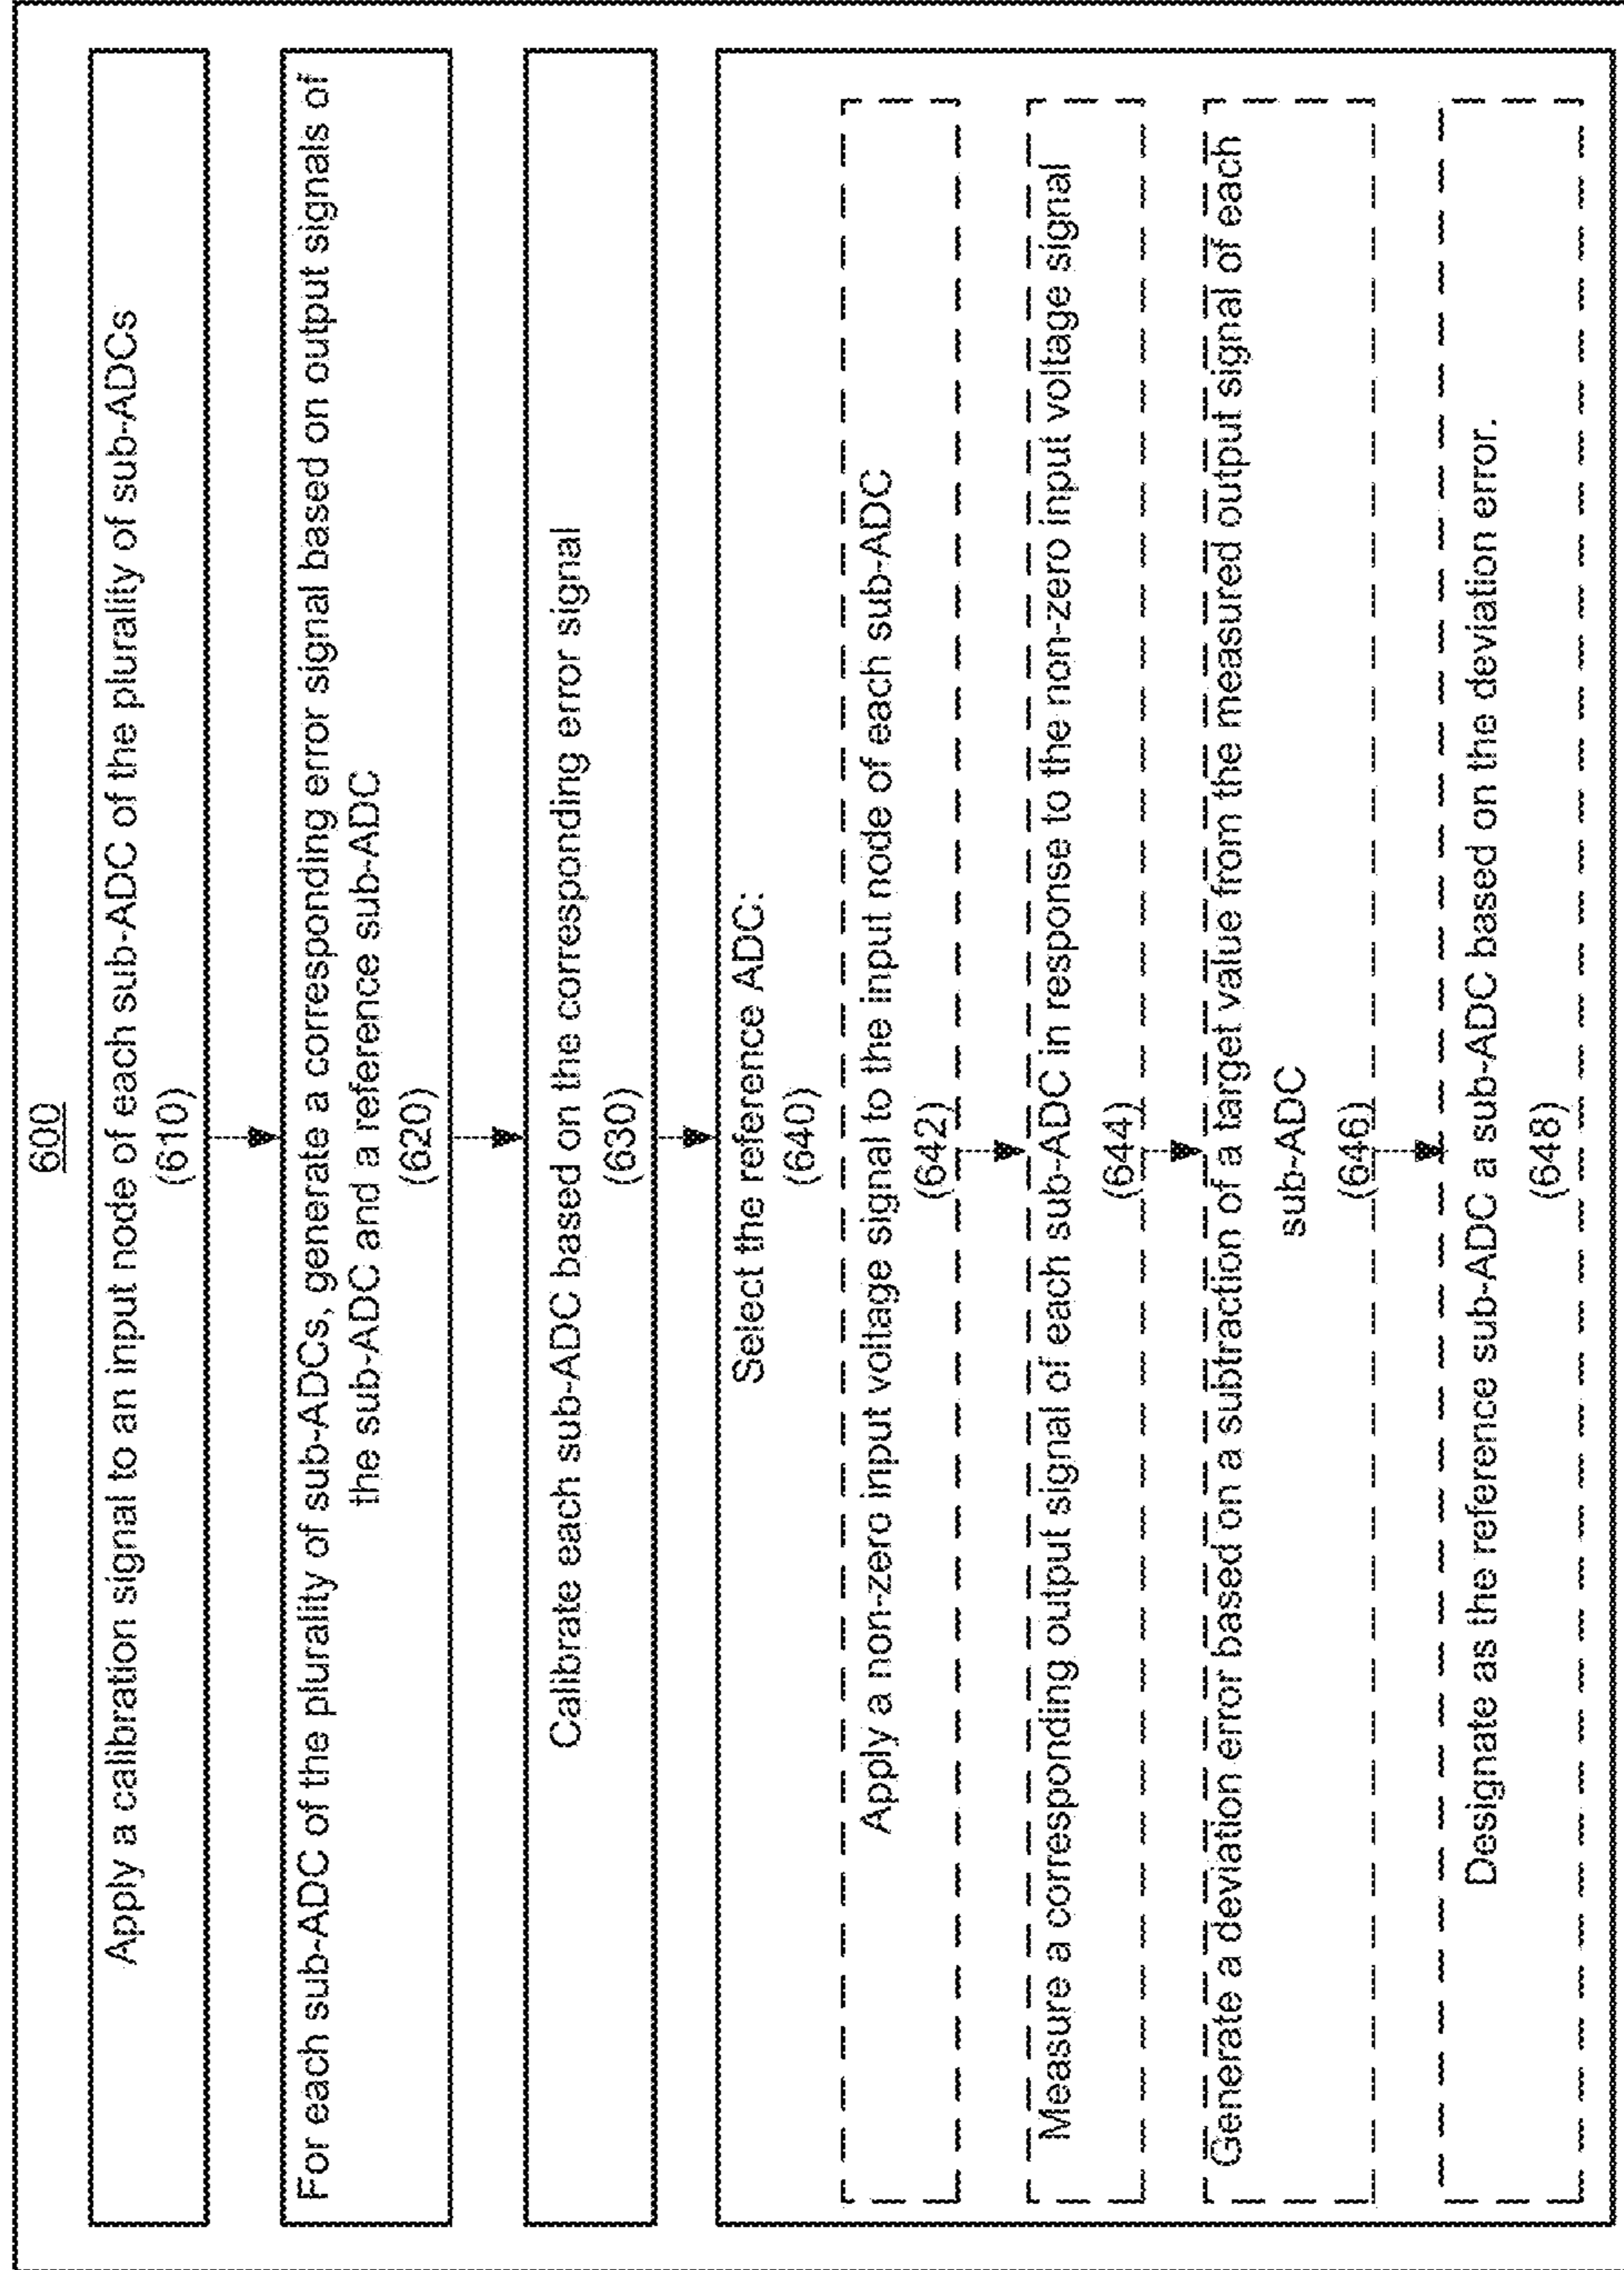 600
Apply a calibration signal to an input node of each sub-ADC of the plurality of sub-ADCs
(610)
For each sub-ADC of the plurality of sub-ADCs, generate a corresponding error signal based on output signals of
the sub-ADC and a reference sub-ADC
(620)
Calibrate each sub-ADC based on the corresponding error signal
(630)
Select the reference ADC:
(640)
Apply a non-zero input voltage signal to the input node of each sub-ADC
(642)
Measure a corresponding output signal of each sub-ADC in response to the non-zero input voltage signal
(644)
Generate a deviation error based on a subtraction of a target value from the measured output signal of each
sub-ADC
(646)
Designate as the reference sub-ADC a sub-ADC based on the deviation error.
(648)